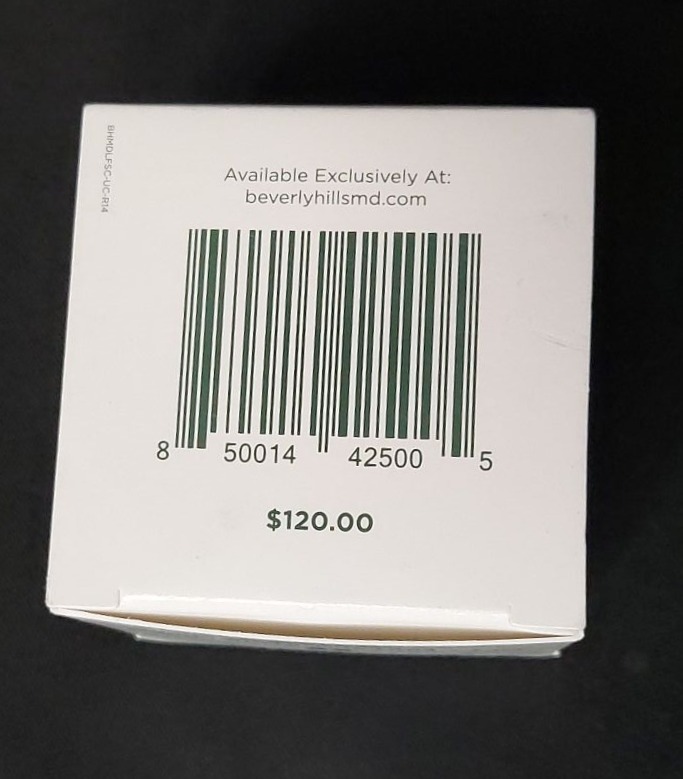 BHMDLFSC-UC-R14
Available Exclusively At:
beverlyhillsmd.com
8 50014 42500 5
$120.00